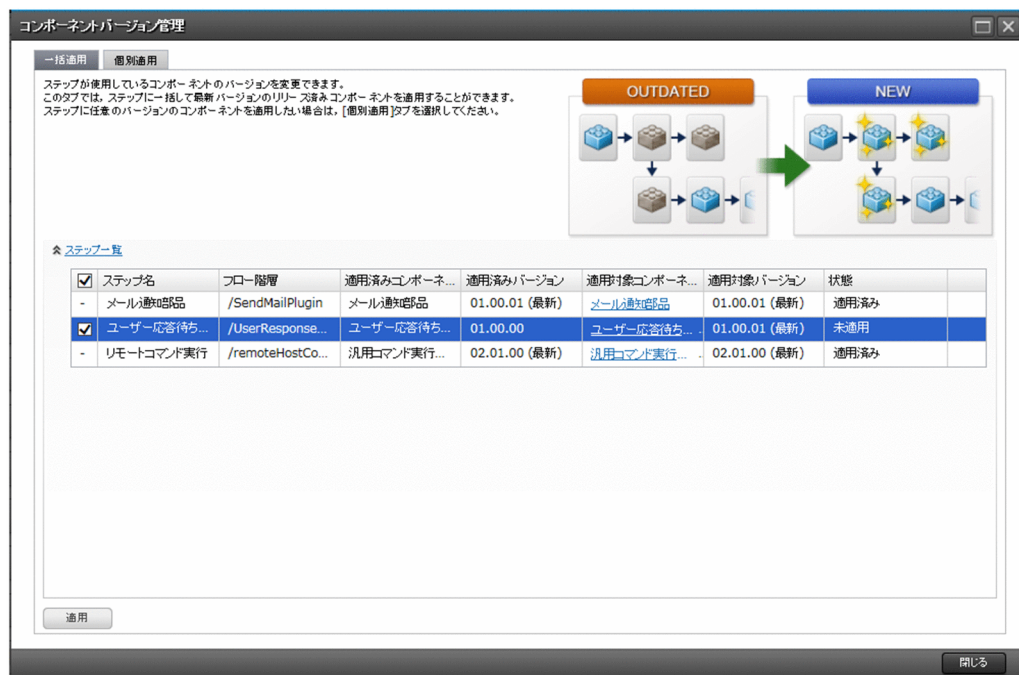 コンポーネントバージョン管理
一括適用 個別適用
ステップが使用しているコンポーネントのバージョンを変更できます。
このタブでは，ステップに一括して最新バージョンのリリース済みコンポーネントを適用することができます。
ステップに任意のバージョンのコンポーネントを適用したい場合は，[個別適用]タブを選択してください。
OUTDATED NEW
ステップ一覧
ステップ名 フロー階層 適用済みコンポーネ... 適用済みバージョン 適用対象コンポーネ... 適用対象バージョン 状態
- メール通知部品 /SendMailPlugin メール通知部品 01.00.01 (最新) メール通知部品 01.00.01 (最新) 適用済み
ユーザー応答待ち... /UserResponse... ユーザー応答待ち... 01.00.00 ユーザー応答待ち... 01.00.01 (最新) 未適用
- リモートコマンド実行 /remoteHostCo... 汎用コマンド実行... 02.01.00 (最新) 汎用コマンド実行... 02.01.00 (最新) 適用済み
適用
閉じる